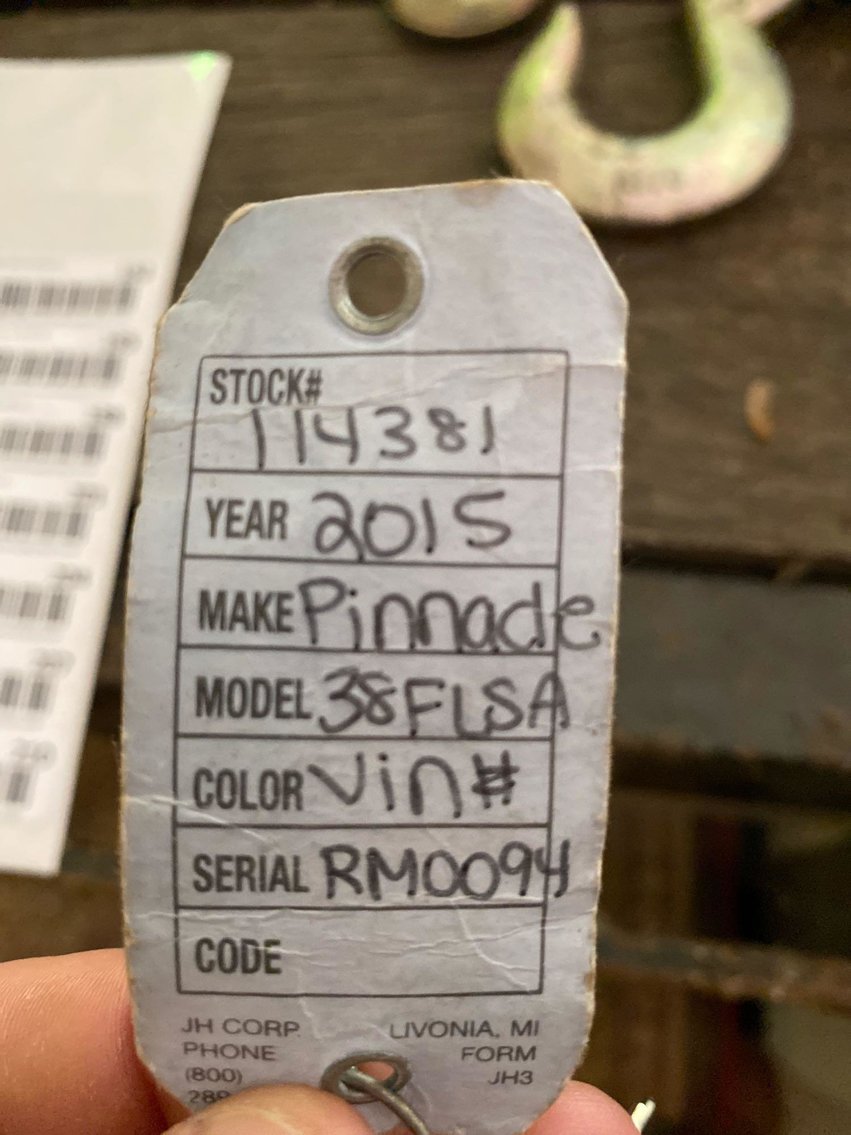 STOCK#
114381
YEAR 2015
MAKE Pinnacle
MODEL 38FLSA
COLOR Vin#
SERIAL RM0094
CODE
JH CORP. LIVONIA, MI
PHONE FORM
(800) JH3